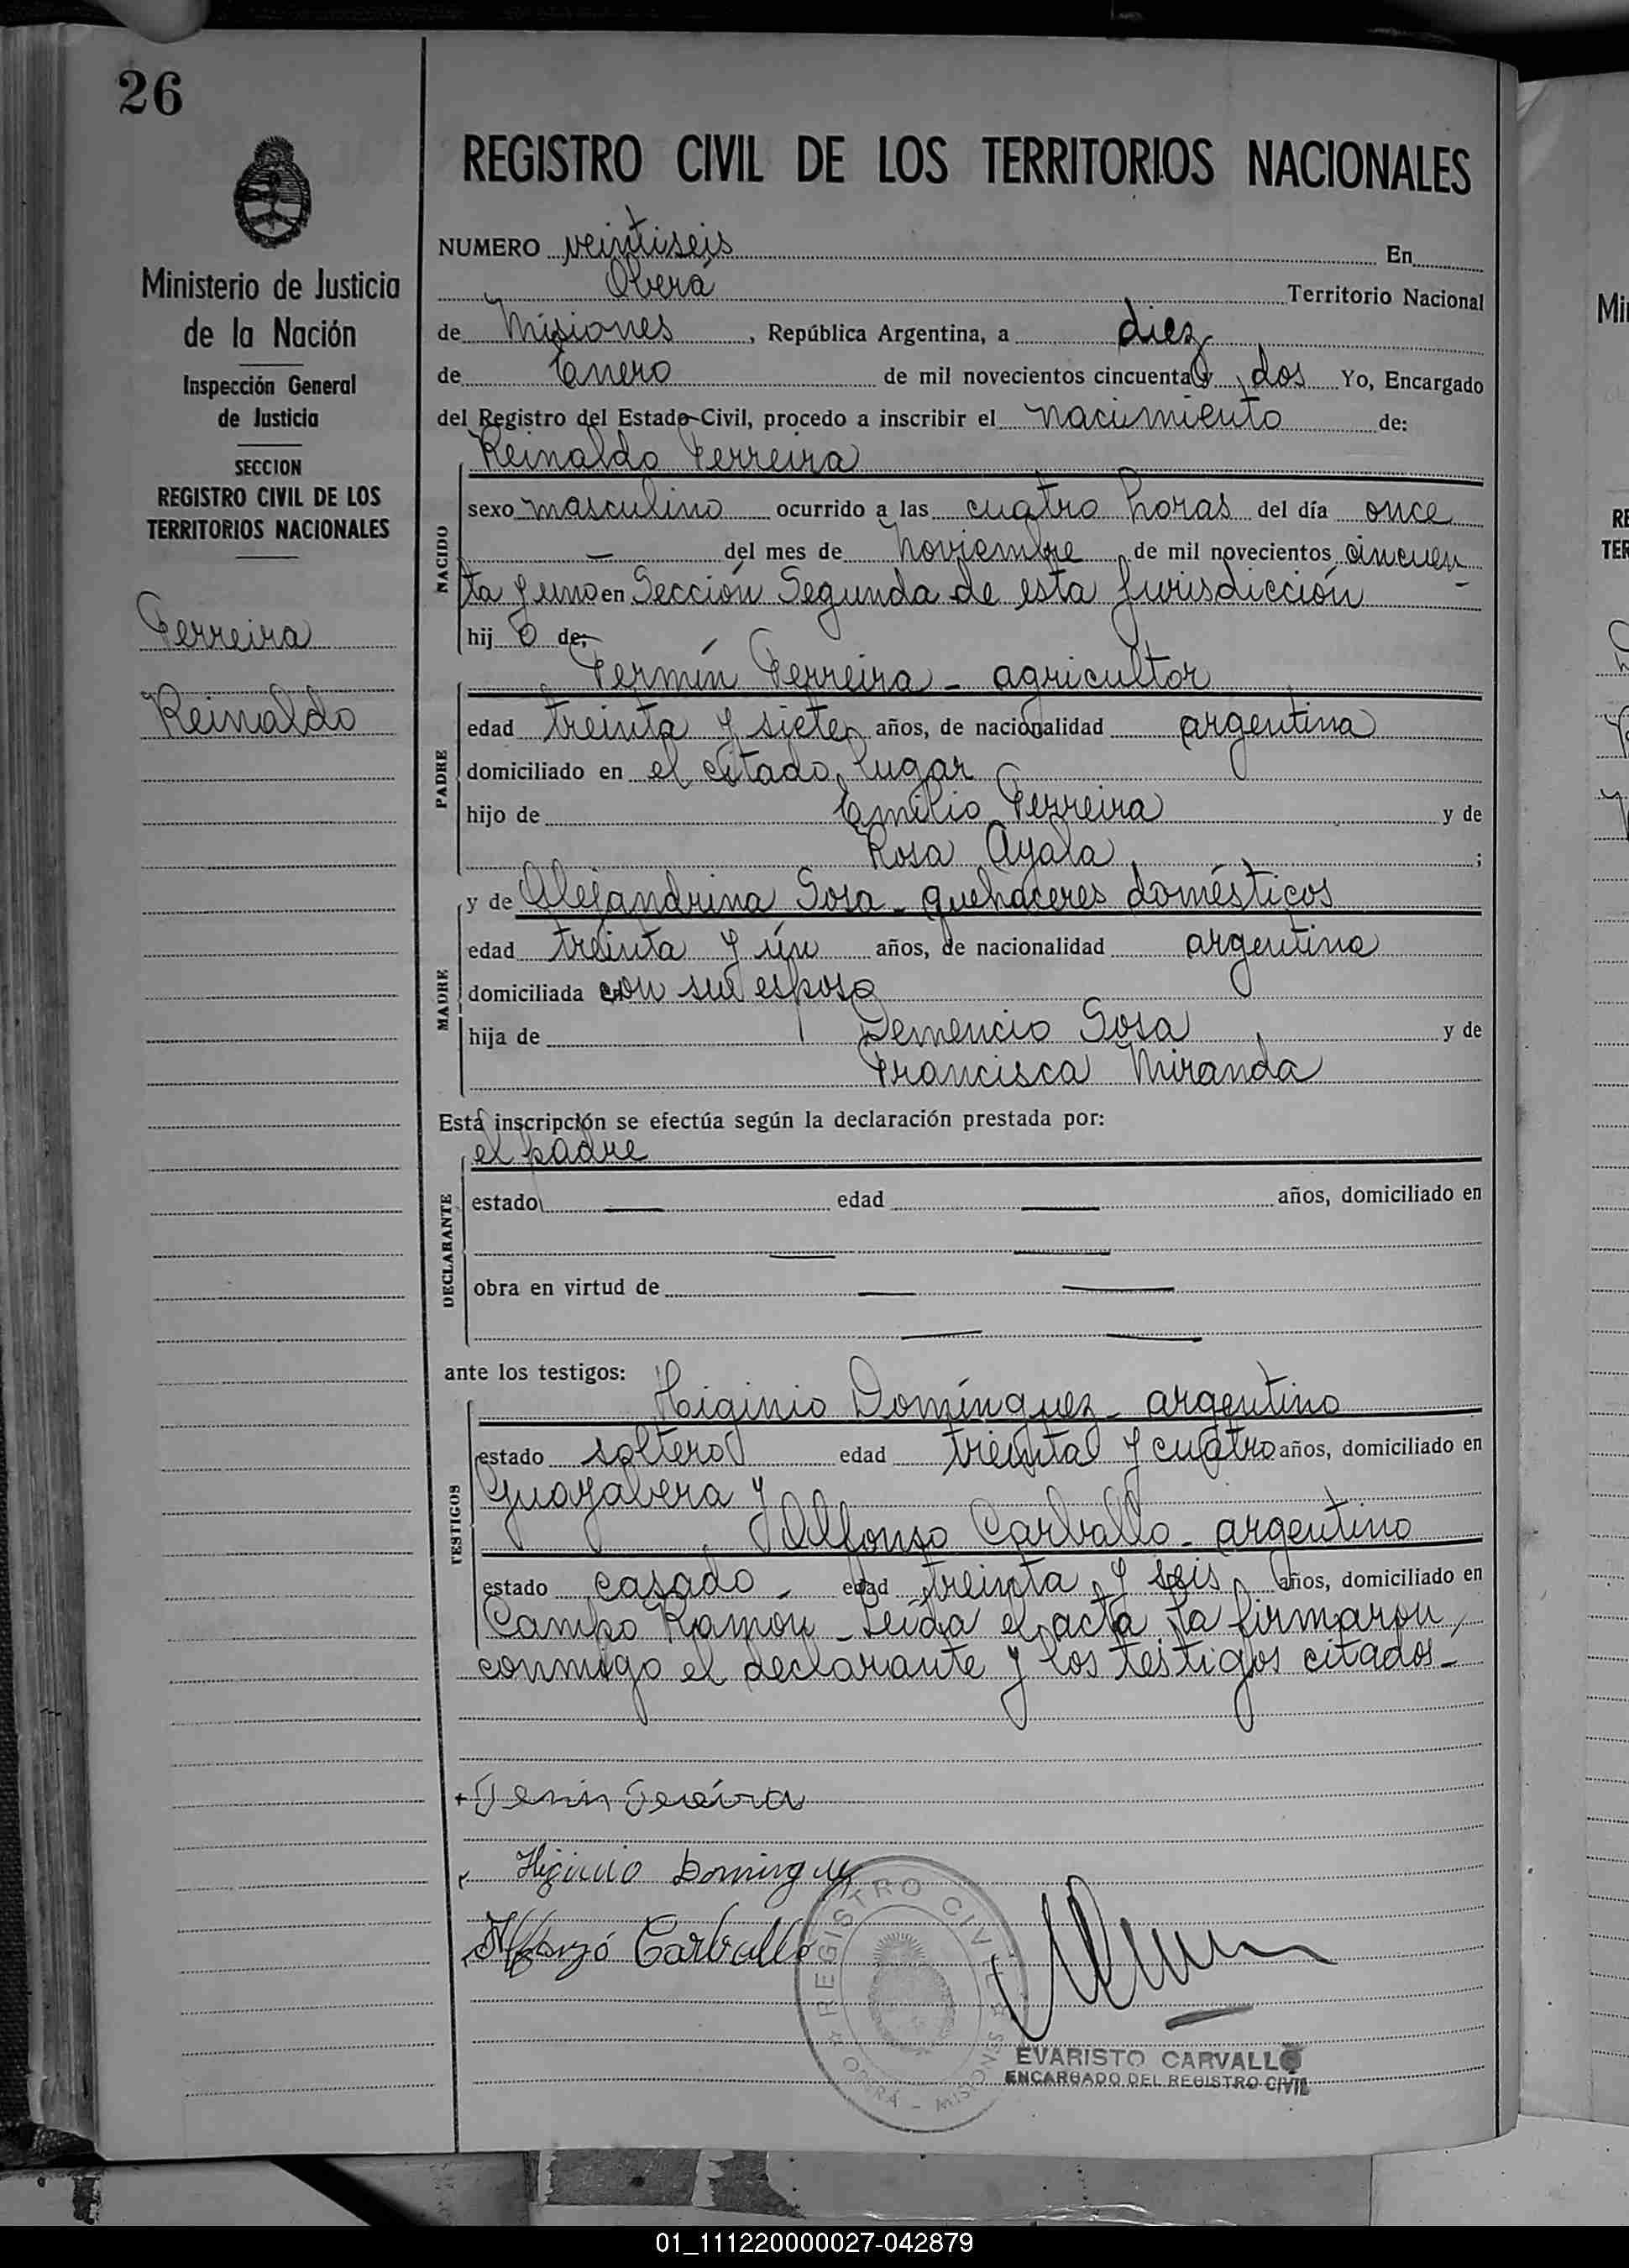 26
Ministerio de Justicia
de la Nación
Inspección General
de Justicia
SECCION
REGISTRO CIVIL DE LOS
TERRITORIOS NACIONALES
Ferreira
Reinaldo
REGISTRO CIVIL DE LOS TERRITORIOS NACIONALES
NUMERO veintiseis En
Oberá Territorio Nacional
de Misiones, República Argentina, a diez
de Enero de mil novecientos cincuenta y dos Yo, Encargado
del Registro del Estado Civil, procedo a inscribir el nacimiento de:
Reinaldo Ferreira
NACIDO
sexo masculino ocurrido a las cuatro horas del día once
— del mes de Noviembre de mil novecientos cincuen-
ta y uno en Sección Segunda de esta jurisdicción
hij o de:
Fermín Ferreira - agricultor
PADRE
edad treinta y siete años, de nacionalidad argentina
domiciliado en el citado lugar
hijo de Emilio Ferreira y de
Rosa Ayala ;
y de Alejandrina Sosa - quehaceres domésticos
MADRE
edad treinta y ún años, de nacionalidad argentina
domiciliada con su esposo
hija de Demencio Sosa y de
Francisca Miranda
Esta inscripción se efectúa según la declaración prestada por:
el padre
DECLARANTE
estado — edad — años, domiciliado en
— —
obra en virtud de — —
— —
ante los testigos:
Higinio Domínguez - argentino
TESTIGOS
estado soltero edad treinta y cuatro años, domiciliado en
Guayabera y
Alfonso Carvallo - argentino
estado casado - edad treinta y seis años, domiciliado en
Campo Ramón - Leída el acta la firmaron
conmigo el declarante y los testigos citados -
Higinio Dominguez
Alfonzó Carballo
REGISTRO CIVIL
OBERÁ - MISIONES
EVARISTO CARVALLO
ENCARGADO DEL REGISTRO CIVIL
Mi
RE
TER
01_111220000027-042879